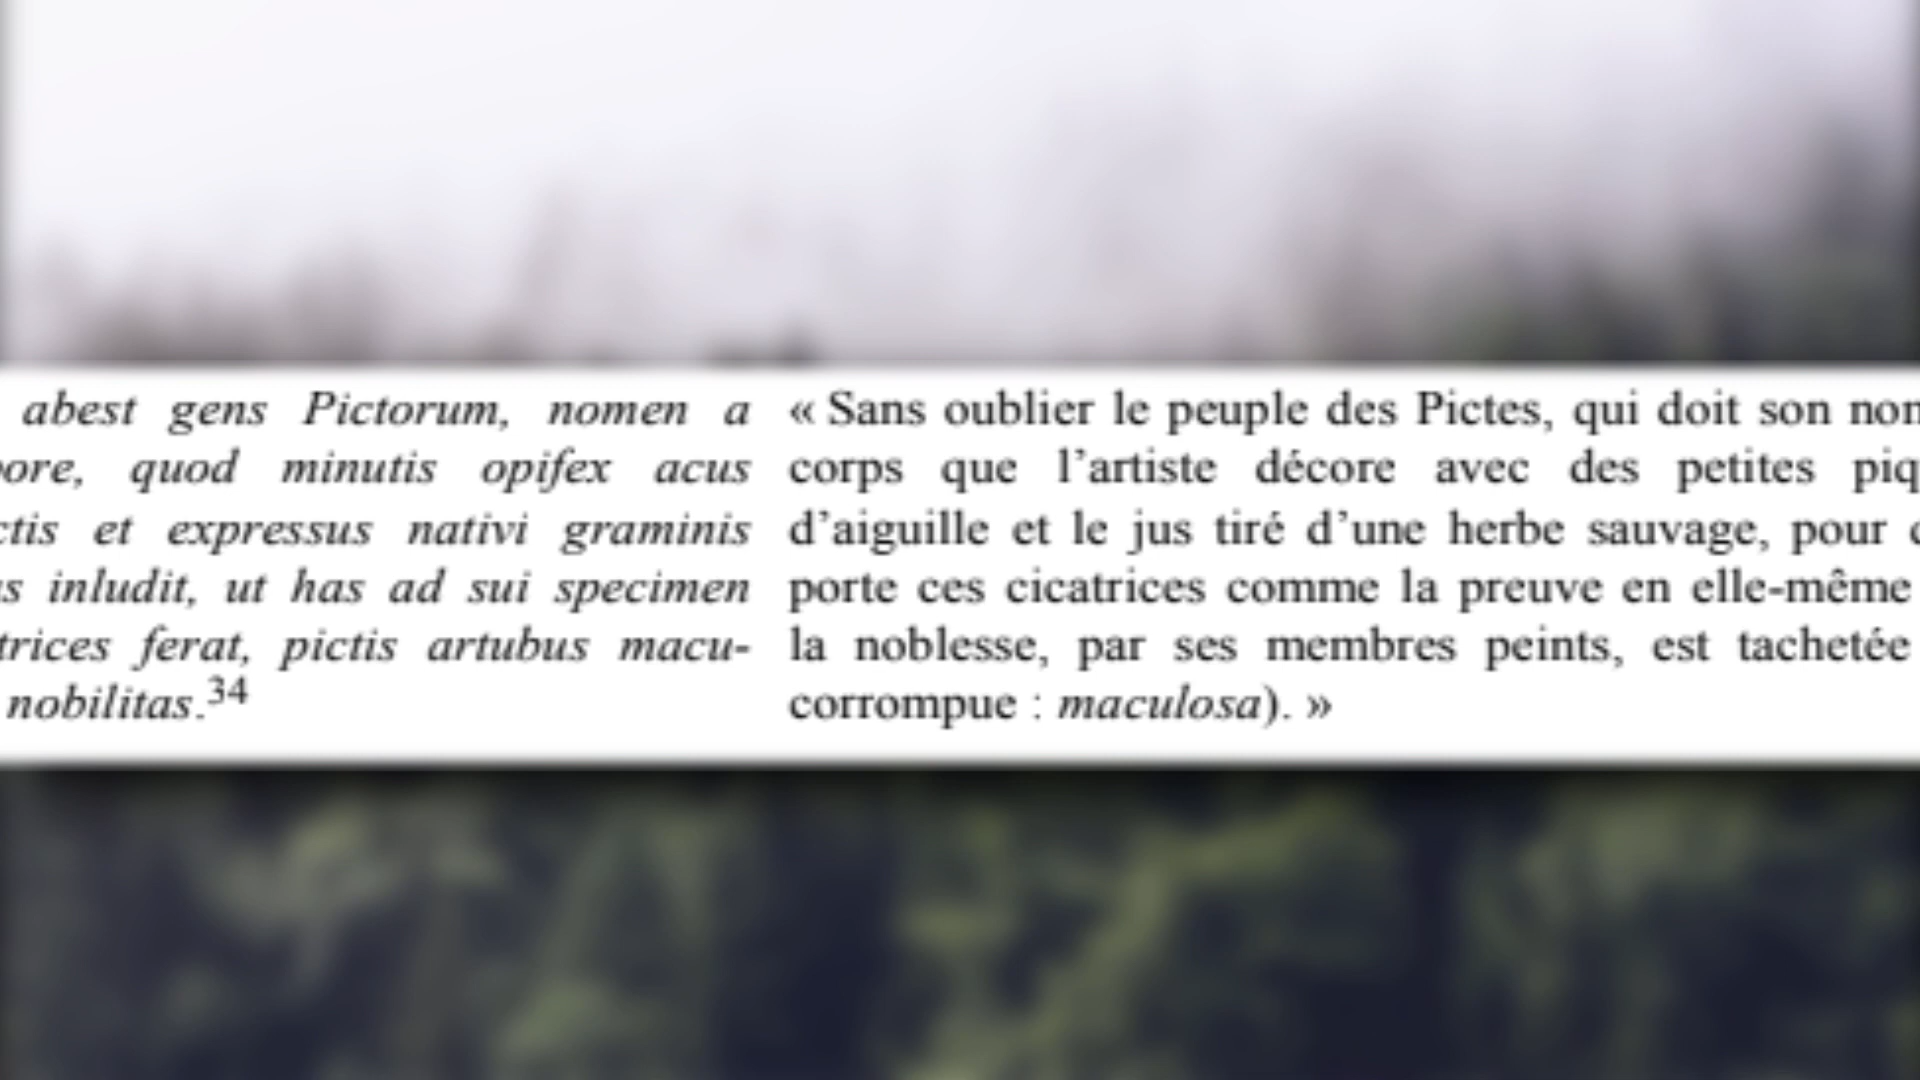 abest gens Pictorum, nomen a
pore, quod minutis opifex acus
ctis et expressus nativi graminis
s inludit, ut has ad sui specimen
trices ferat, pictis artubus macu-
nobilitas.34
« Sans oublier le peuple des Pictes, qui doit son nom
corps que l’artiste décore avec des petites piq
d’aiguille et le jus tiré d’une herbe sauvage, pour
porte ces cicatrices comme la preuve en elle-même
la noblesse, par ses membres peints, est tachetée
corrompue : maculosa). »